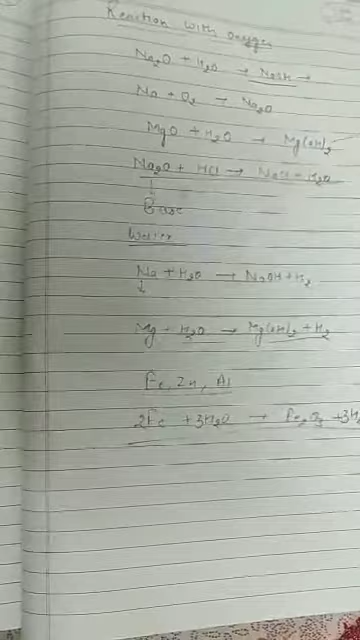 Reaction with oxygen
Na₂O + H₂O → NaOH →
Na + O₂ → Na₂O
MgO + H₂O → Mg(OH)₂
Na₂O + HCl → NaCl + H₂O
↓
Base
Water
Na + H₂O → NaOH + H₂
↓
Mg + H₂O → Mg(OH)₂ + H₂
Fe, Zn, Al
2Fe + 3H₂O → Fe₂O₃ + 3H₂